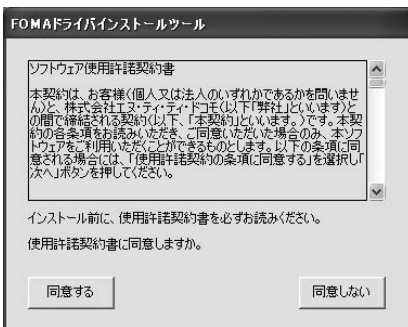 FOMAドライバインストールツール
ソフトウェア使用許諾契約書
本契約は、お客様(個人又は法人のいずれかであるかを問いませ
ん)と、株式会社エヌ・ティ・ティ・ドコモ(以下「弊社」といいます)と
の間で締結される契約(以下、「本契約」といいます。)です。本契
約の各条項をお読みいただき、ご同意いただいた場合のみ、本ソフ
トウェアをご利用いただくことができるものとします。以下の条項に同
意される場合には、「使用許諾契約の条項に同意する」を選択し「
次へ」ボタンを押してください。
インストール前に、使用許諾契約書を必ずお読みください。
使用許諾契約書に同意しますか。
同意する
同意しない